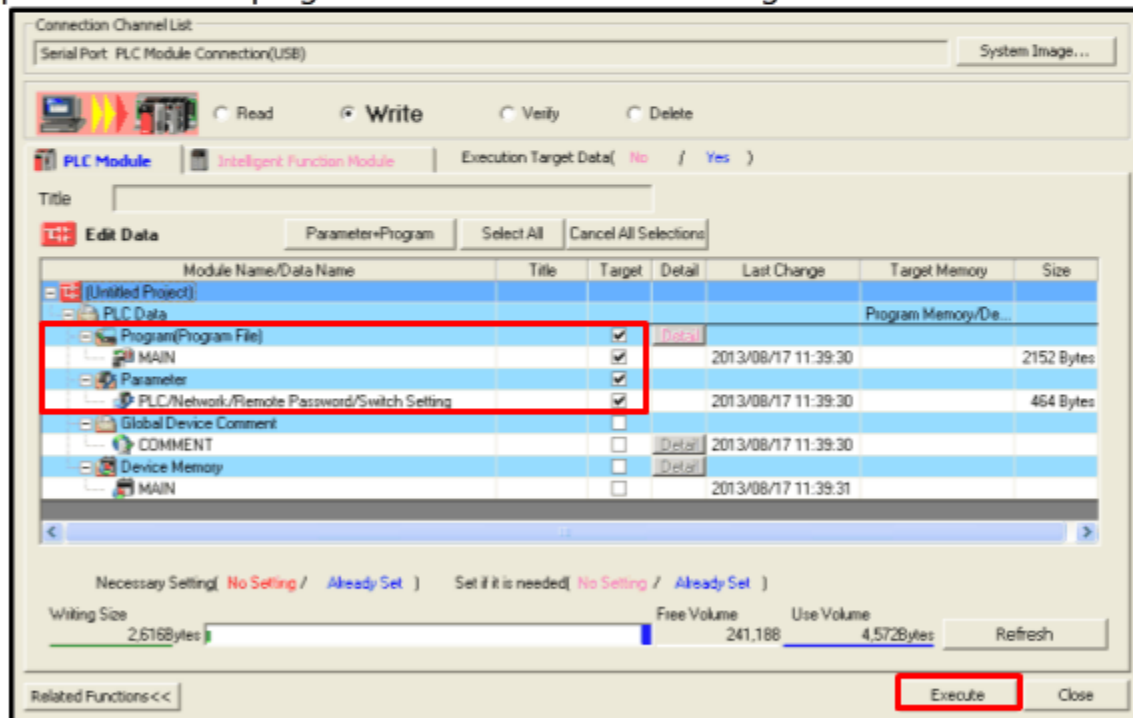 Connection Channel List
Serial Port PLC Module Connection(USB)
System Image...
Read Write Verify Delete
PLC Module Intelligent Function Module Execution Target Data( No / Yes )
Title
Edit Data Parameter+Program Select All Cancel All Selections
Module Name/Data Name Title Target Detail Last Change Target Memory Size
(Untitled Project)
PLC Data Program Memory/De...
Program(Program File) Detail
MAIN 2013/08/17 11:39:30 2152 Bytes
Parameter
PLC/Network/Remote Password/Switch Setting 2013/08/17 11:39:30 464 Bytes
Global Device Comment
COMMENT Detail 2013/08/17 11:39:30
Device Memory Detail
MAIN 2013/08/17 11:39:31
Necessary Setting( No Setting / Already Set ) Set if it is needed( No Setting / Already Set )
Writing Size Free Volume Use Volume
2,616Bytes 241,188 4,572Bytes Refresh
Related Functions<< Execute Close